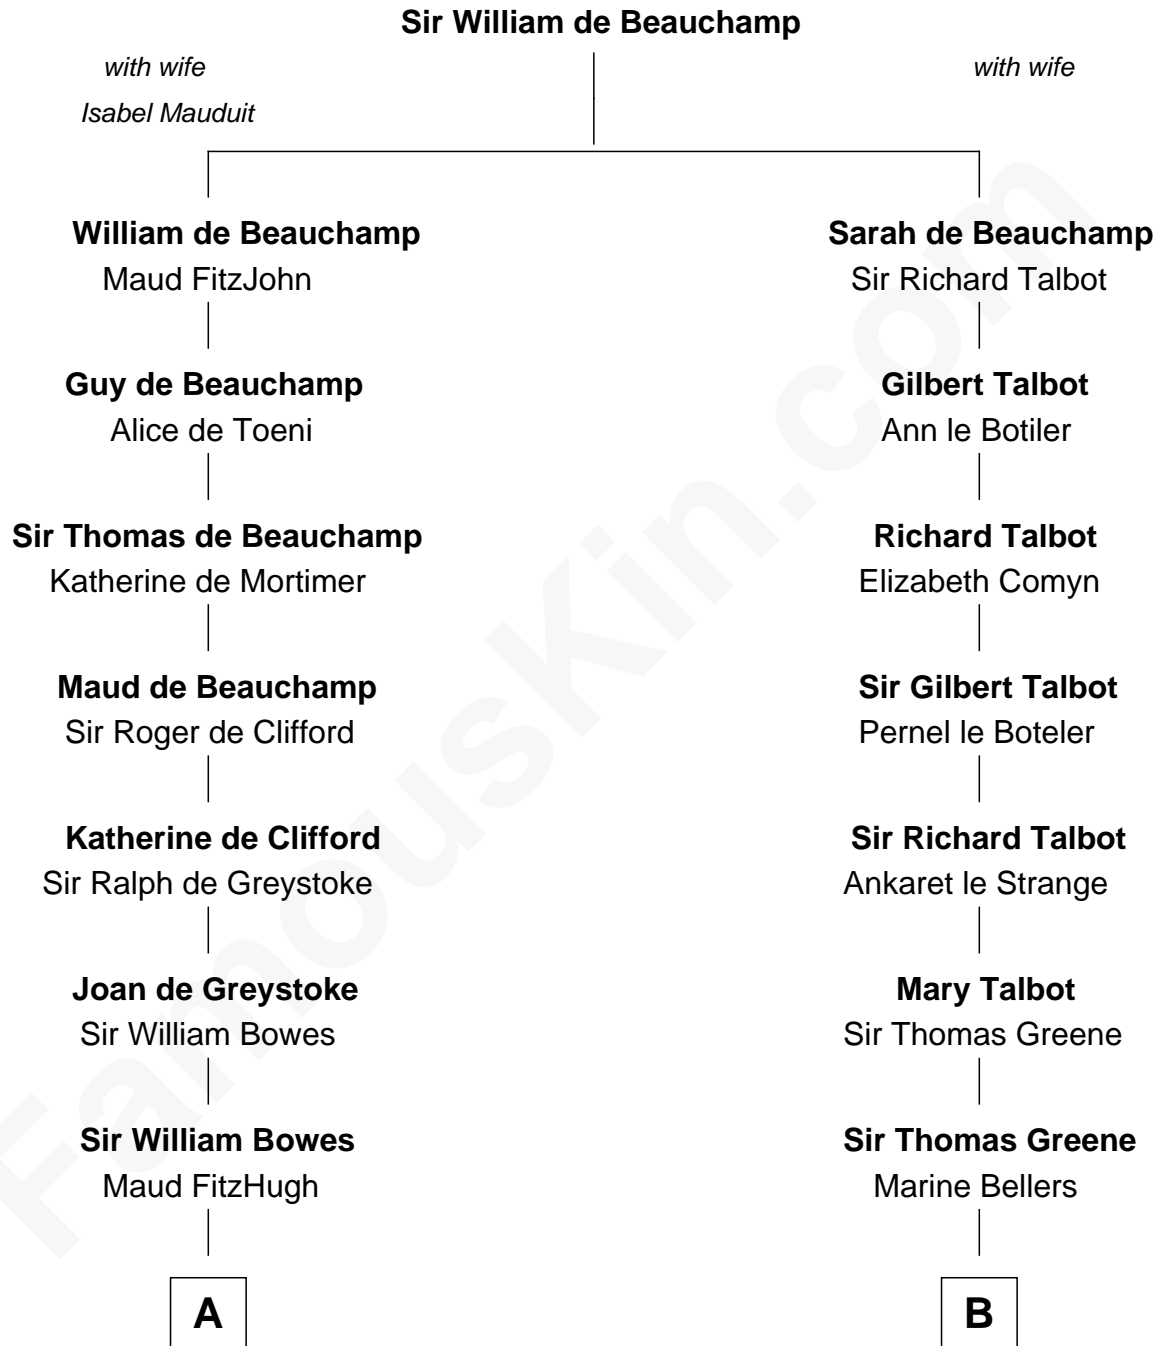 Sir William de Beauchamp
with wife
with wife
Isabel Mauduit
William de Beauchamp
Sarah de Beauchamp
Maud FitzJohn
Sir Richard Talbot
Guy de Beauchamp
Gilbert Talbot
Alice de Toeni
Ann le Botiler
Sir Thomas de Beauchamp
Richard Talbot
Katherine de Mortimer
Elizabeth Comyn
Maud de Beauchamp
Sir Gilbert Talbot
Sir Roger de Clifford
Pernel le Boteler
Katherine de Clifford
Sir Richard Talbot
Sir Ralph de Greystoke
Ankaret le Strange
Joan de Greystoke
Mary Talbot
Sir William Bowes
Sir Thomas Greene
Sir William Bowes
Sir Thomas Greene
Maud FitzHugh
Marine Bellers
A
B
FamousKin.com